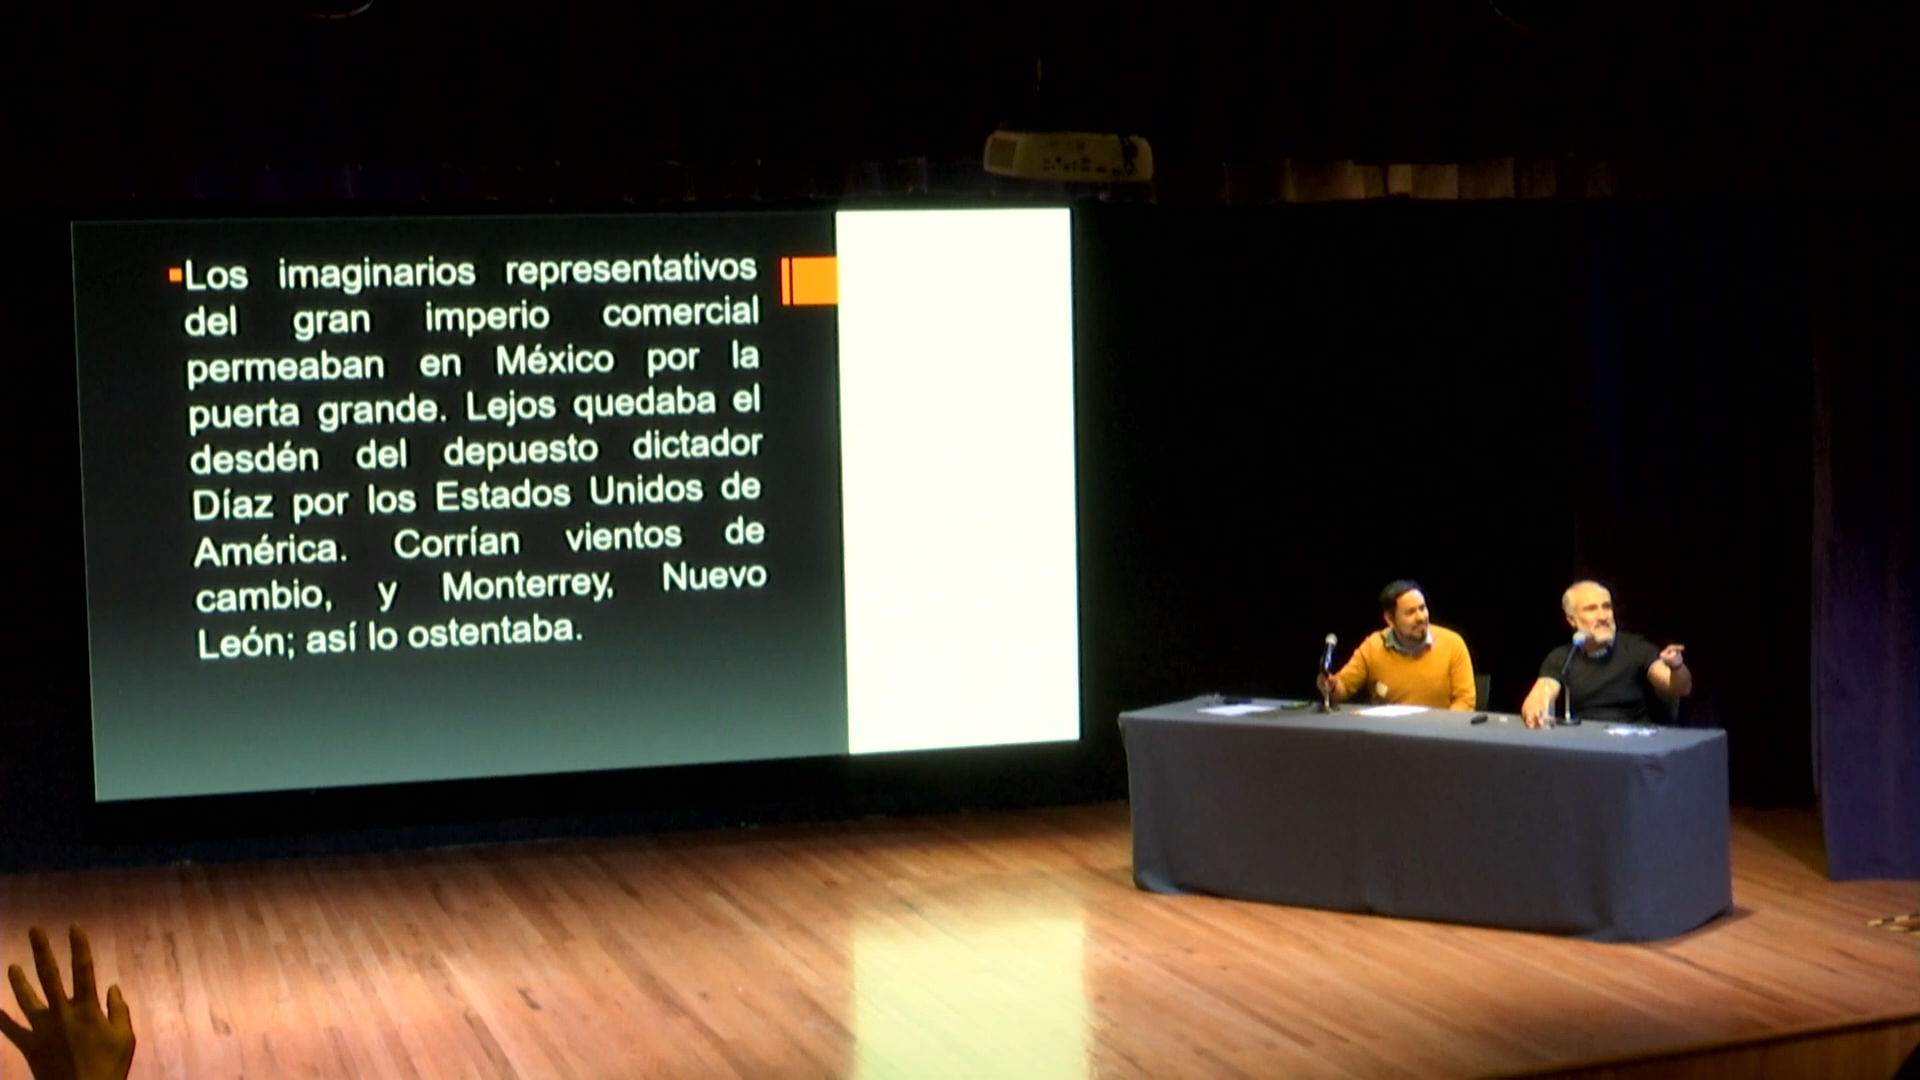 Los imaginarios representativos
del gran imperio comercial
permeaban en México por la
puerta grande. Lejos quedaba el
desdén del depuesto dictador
Díaz por los Estados Unidos de
América. Corrían vientos de
cambio, y Monterrey, Nuevo
León; así lo ostentaba.